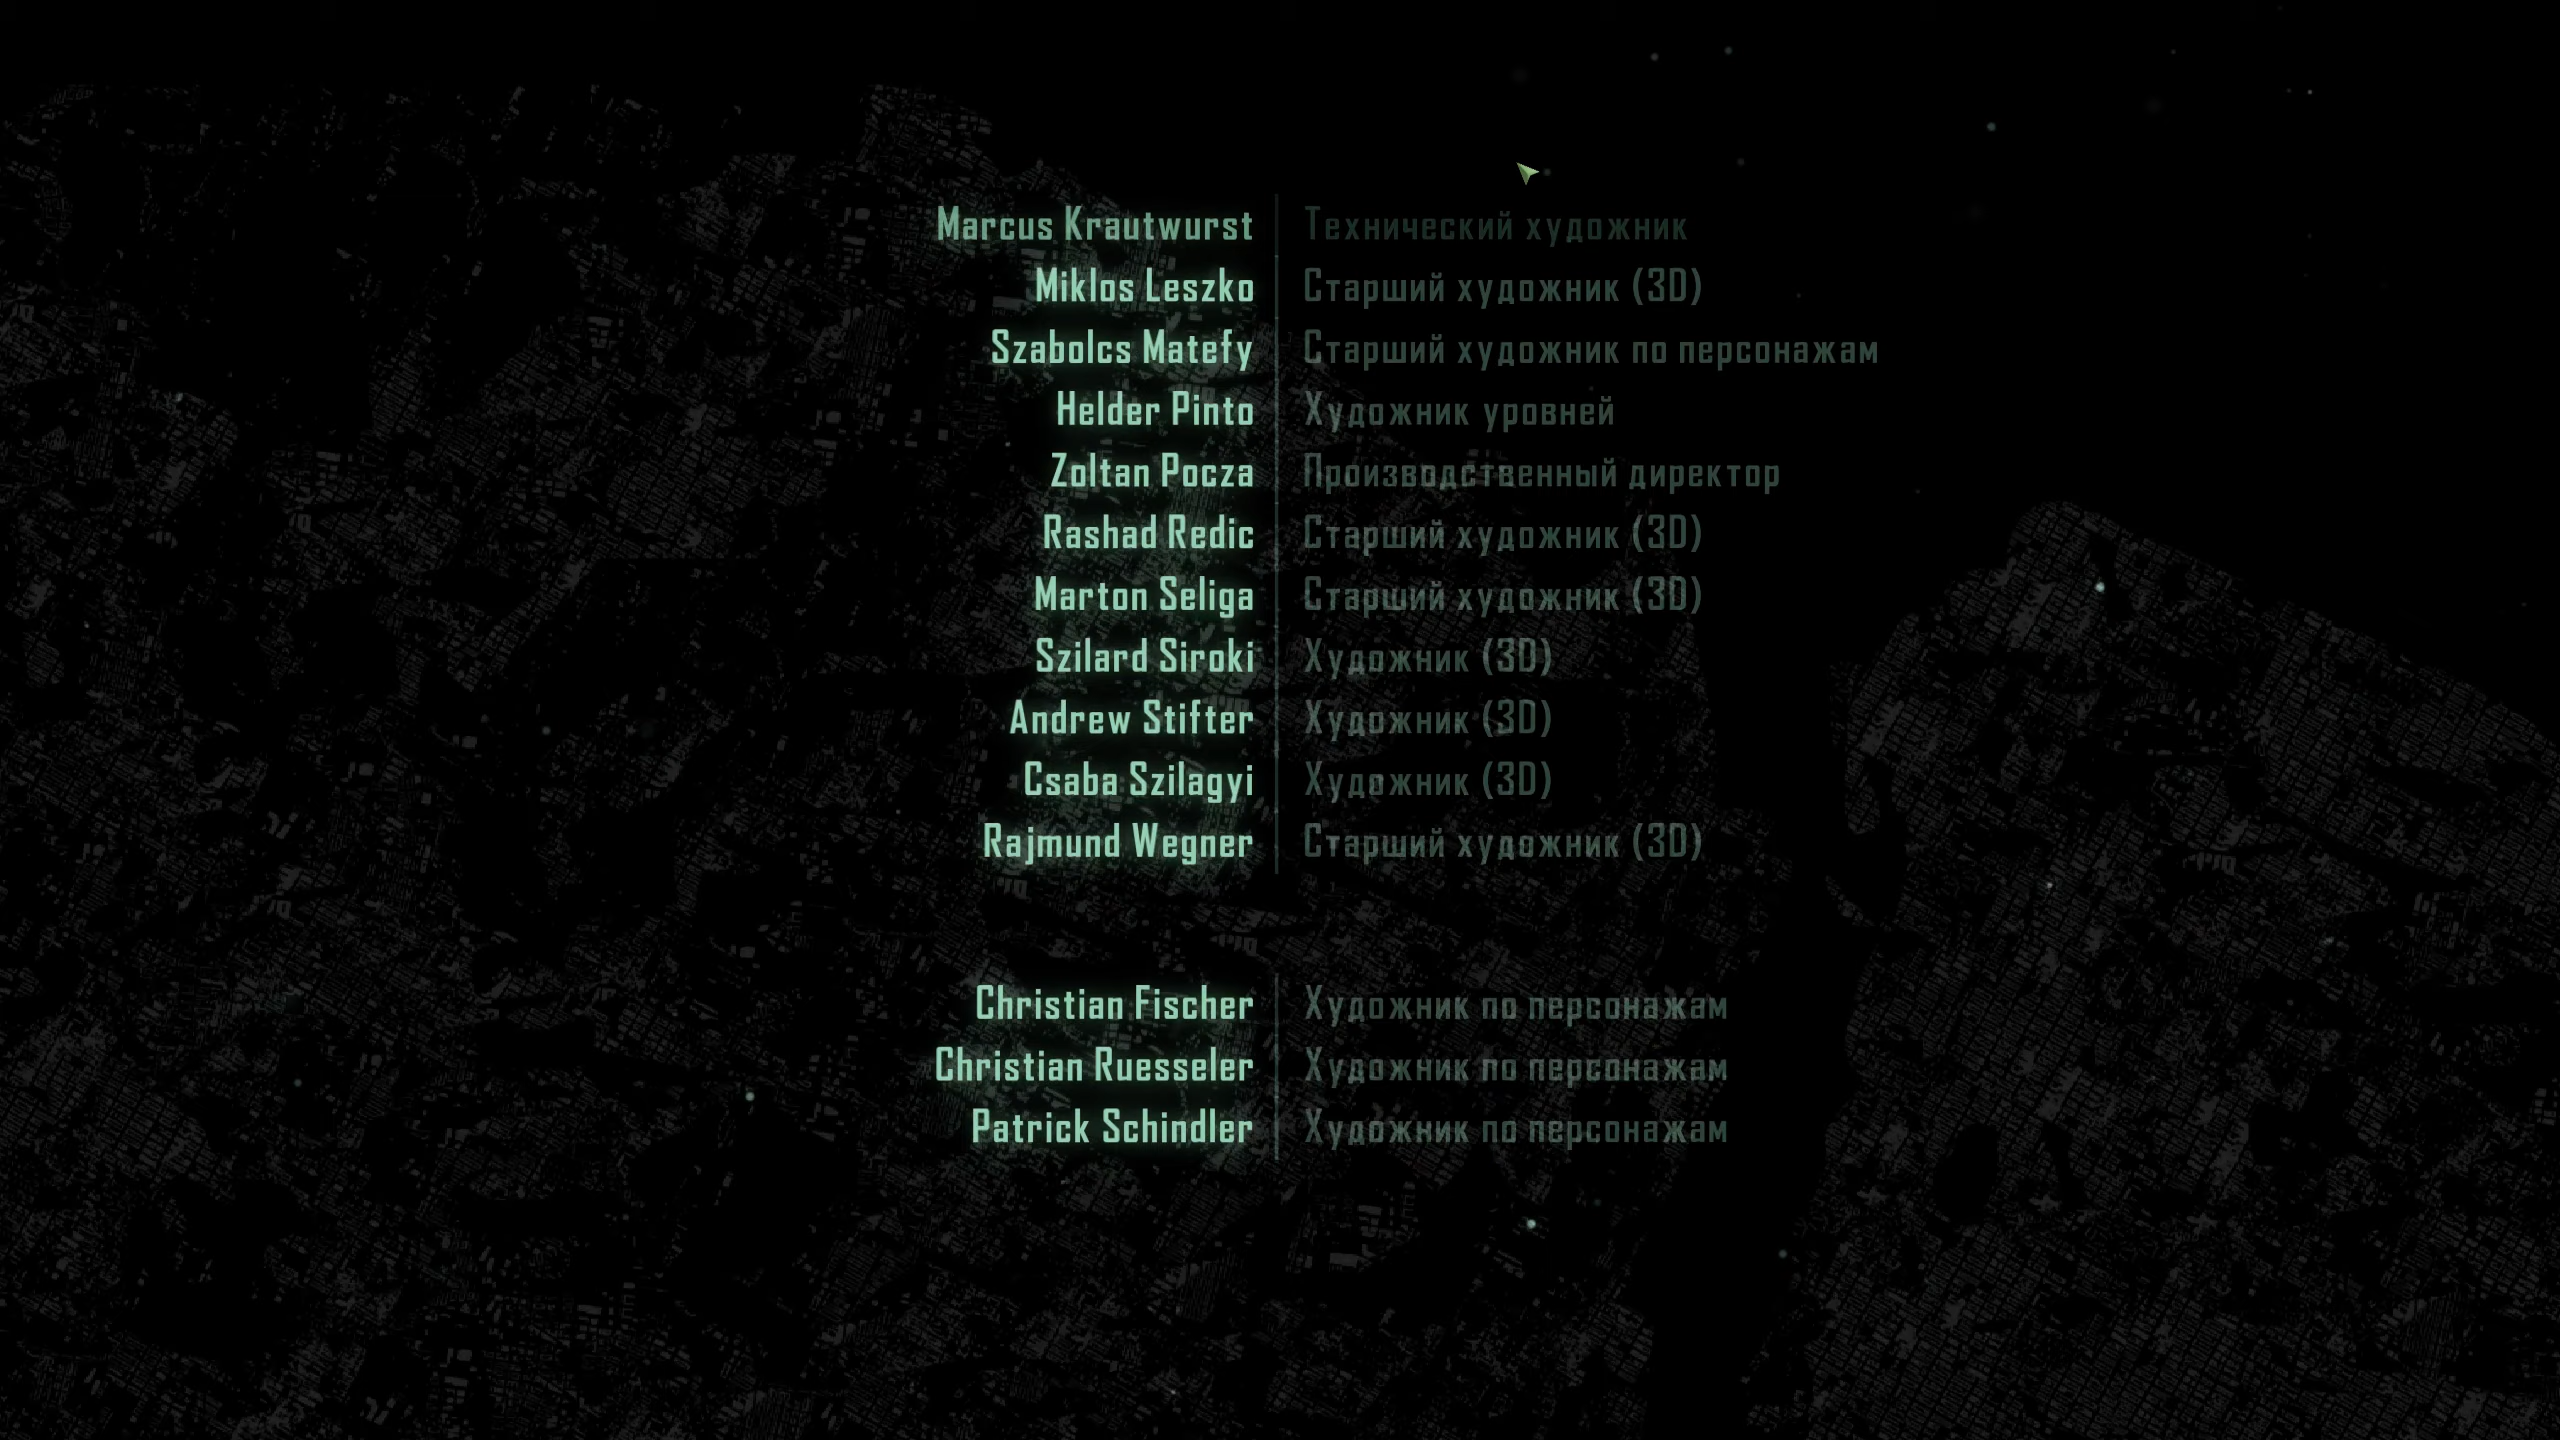 Marcus Krautwurst Технический художник
Miklos Leszko Старший художник (3D)
Szabolcs Matefy Старший художник по персонажам
Helder Pinto Художник уровней
Zoltan Pocza Производственный директор
Rashad Redic Старший художник (3D)
Marton Seliga Старший художник (3D)
Szilard Siroki Художник (3D)
Andrew Stifter Художник (3D)
Csaba Szilagyi Художник (3D)
Rajmund Wegner Старший художник (3D)
Christian Fischer Художник по персонажам
Christian Ruesseler Художник по персонажам
Patrick Schindler Художник по персонажам